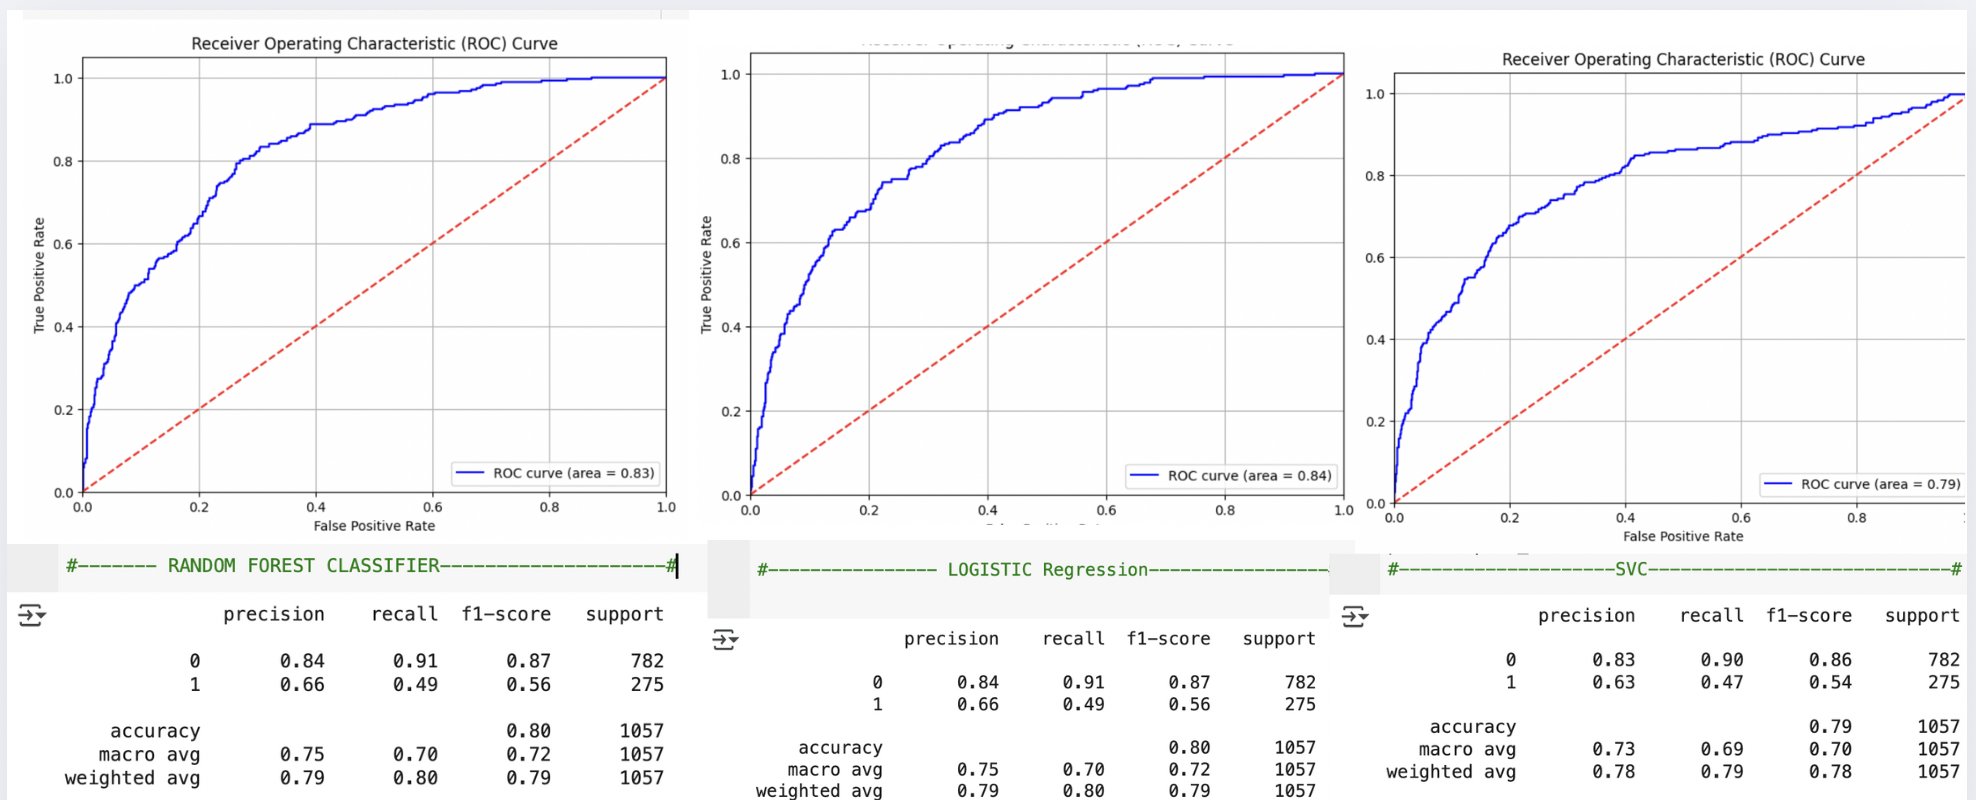 Receiver Operating Characteristic (ROC) Curve
1.0
0.8
0.6
0.4
0.2
0.0
True Positive Rate
ROC curve (area = 0.83)
0.0 0.2 0.4 0.6 0.8 1.0
False Positive Rate
#------- RANDOM FOREST CLASSIFIER--------------------#
precision recall f1-score support
0 0.84 0.91 0.87 782
1 0.66 0.49 0.56 275
accuracy 0.80 1057
macro avg 0.75 0.70 0.72 1057
weighted avg 0.79 0.80 0.79 1057
Receiver Operating Characteristic (ROC) Curve
1.0
0.8
0.6
0.4
0.2
0.0
True Positive Rate
ROC curve (area = 0.84)
0.0 0.2 0.4 0.6 0.8 1.0
False Positive Rate
#--------------- LOGISTIC Regression----------------
precision recall f1-score support
0 0.84 0.91 0.87 782
1 0.66 0.49 0.56 275
accuracy 0.80 1057
macro avg 0.75 0.70 0.72 1057
weighted avg 0.79 0.80 0.79 1057
Receiver Operating Characteristic (ROC) Curve
1.0
0.8
0.6
0.4
0.2
0.0
ROC curve (area = 0.79)
0.0 0.2 0.4 0.6 0.8
False Positive Rate
#-------------------SVC---------------------------#
precision recall f1-score support
0 0.83 0.90 0.86 782
1 0.63 0.47 0.54 275
accuracy 0.79 1057
macro avg 0.73 0.69 0.70 1057
weighted avg 0.78 0.79 0.78 1057